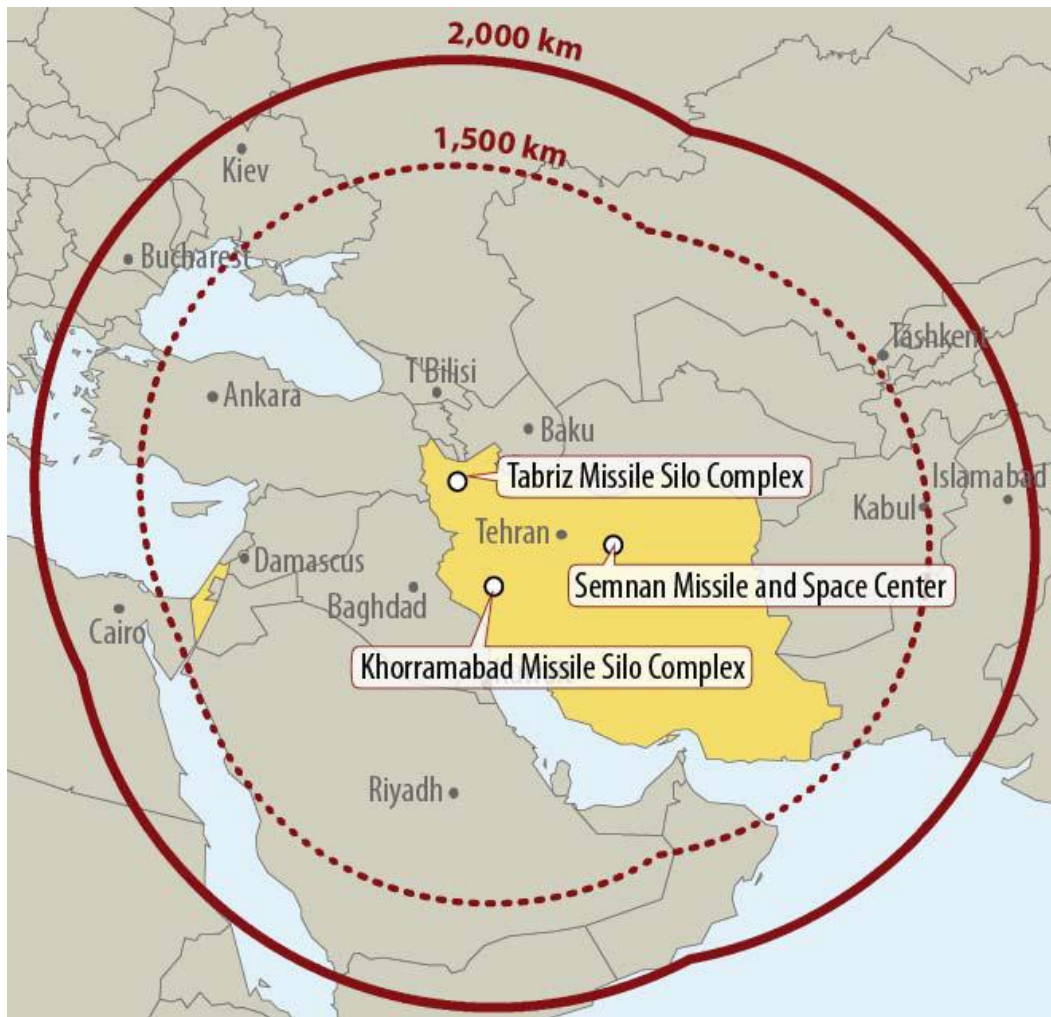 2,000 km
1,500 km
Kiev
Bucharest
Tashkent
T'Bilisi
Ankara
Baku
Tabriz Missile Silo Complex
Islamabad
Kabul
Tehran
Damascus
Semnan Missile and Space Center
Baghdad
Cairo
Khorramabad Missile Silo Complex
Riyadh